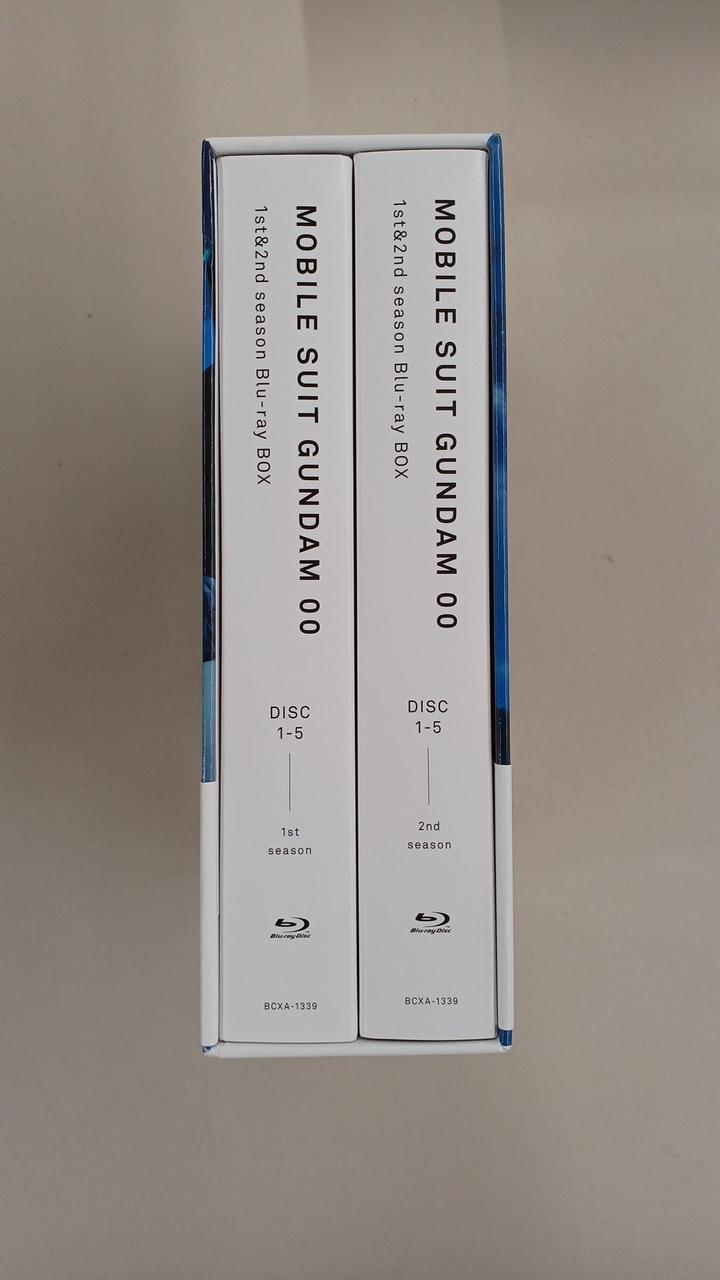 MOBILE SUIT GUNDAM 00
1st&2nd season Blu-ray BOX
DISC
1-5
1st
season
Blu-ray Disc
BCXA-1339
MOBILE SUIT GUNDAM 00
1st&2nd season Blu-ray BOX
DISC
1-5
2nd
season
Blu-ray Disc
BCXA-1339